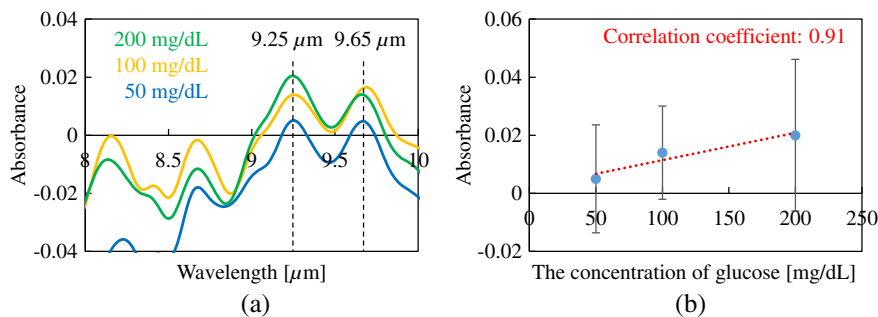 200 mg/dL
100 mg/dL
50 mg/dL
9.25 µm
9.65 µm
0.04
0.02
0
-0.02
-0.04
8
8.5
9
9.5
10
Absorbance
Wavelength [µm]
(a)
Correlation coefficient: 0.91
0.06
0.04
0.02
0
-0.02
0
50
100
150
200
250
Absorbance
The concentration of glucose [mg/dL]
(b)